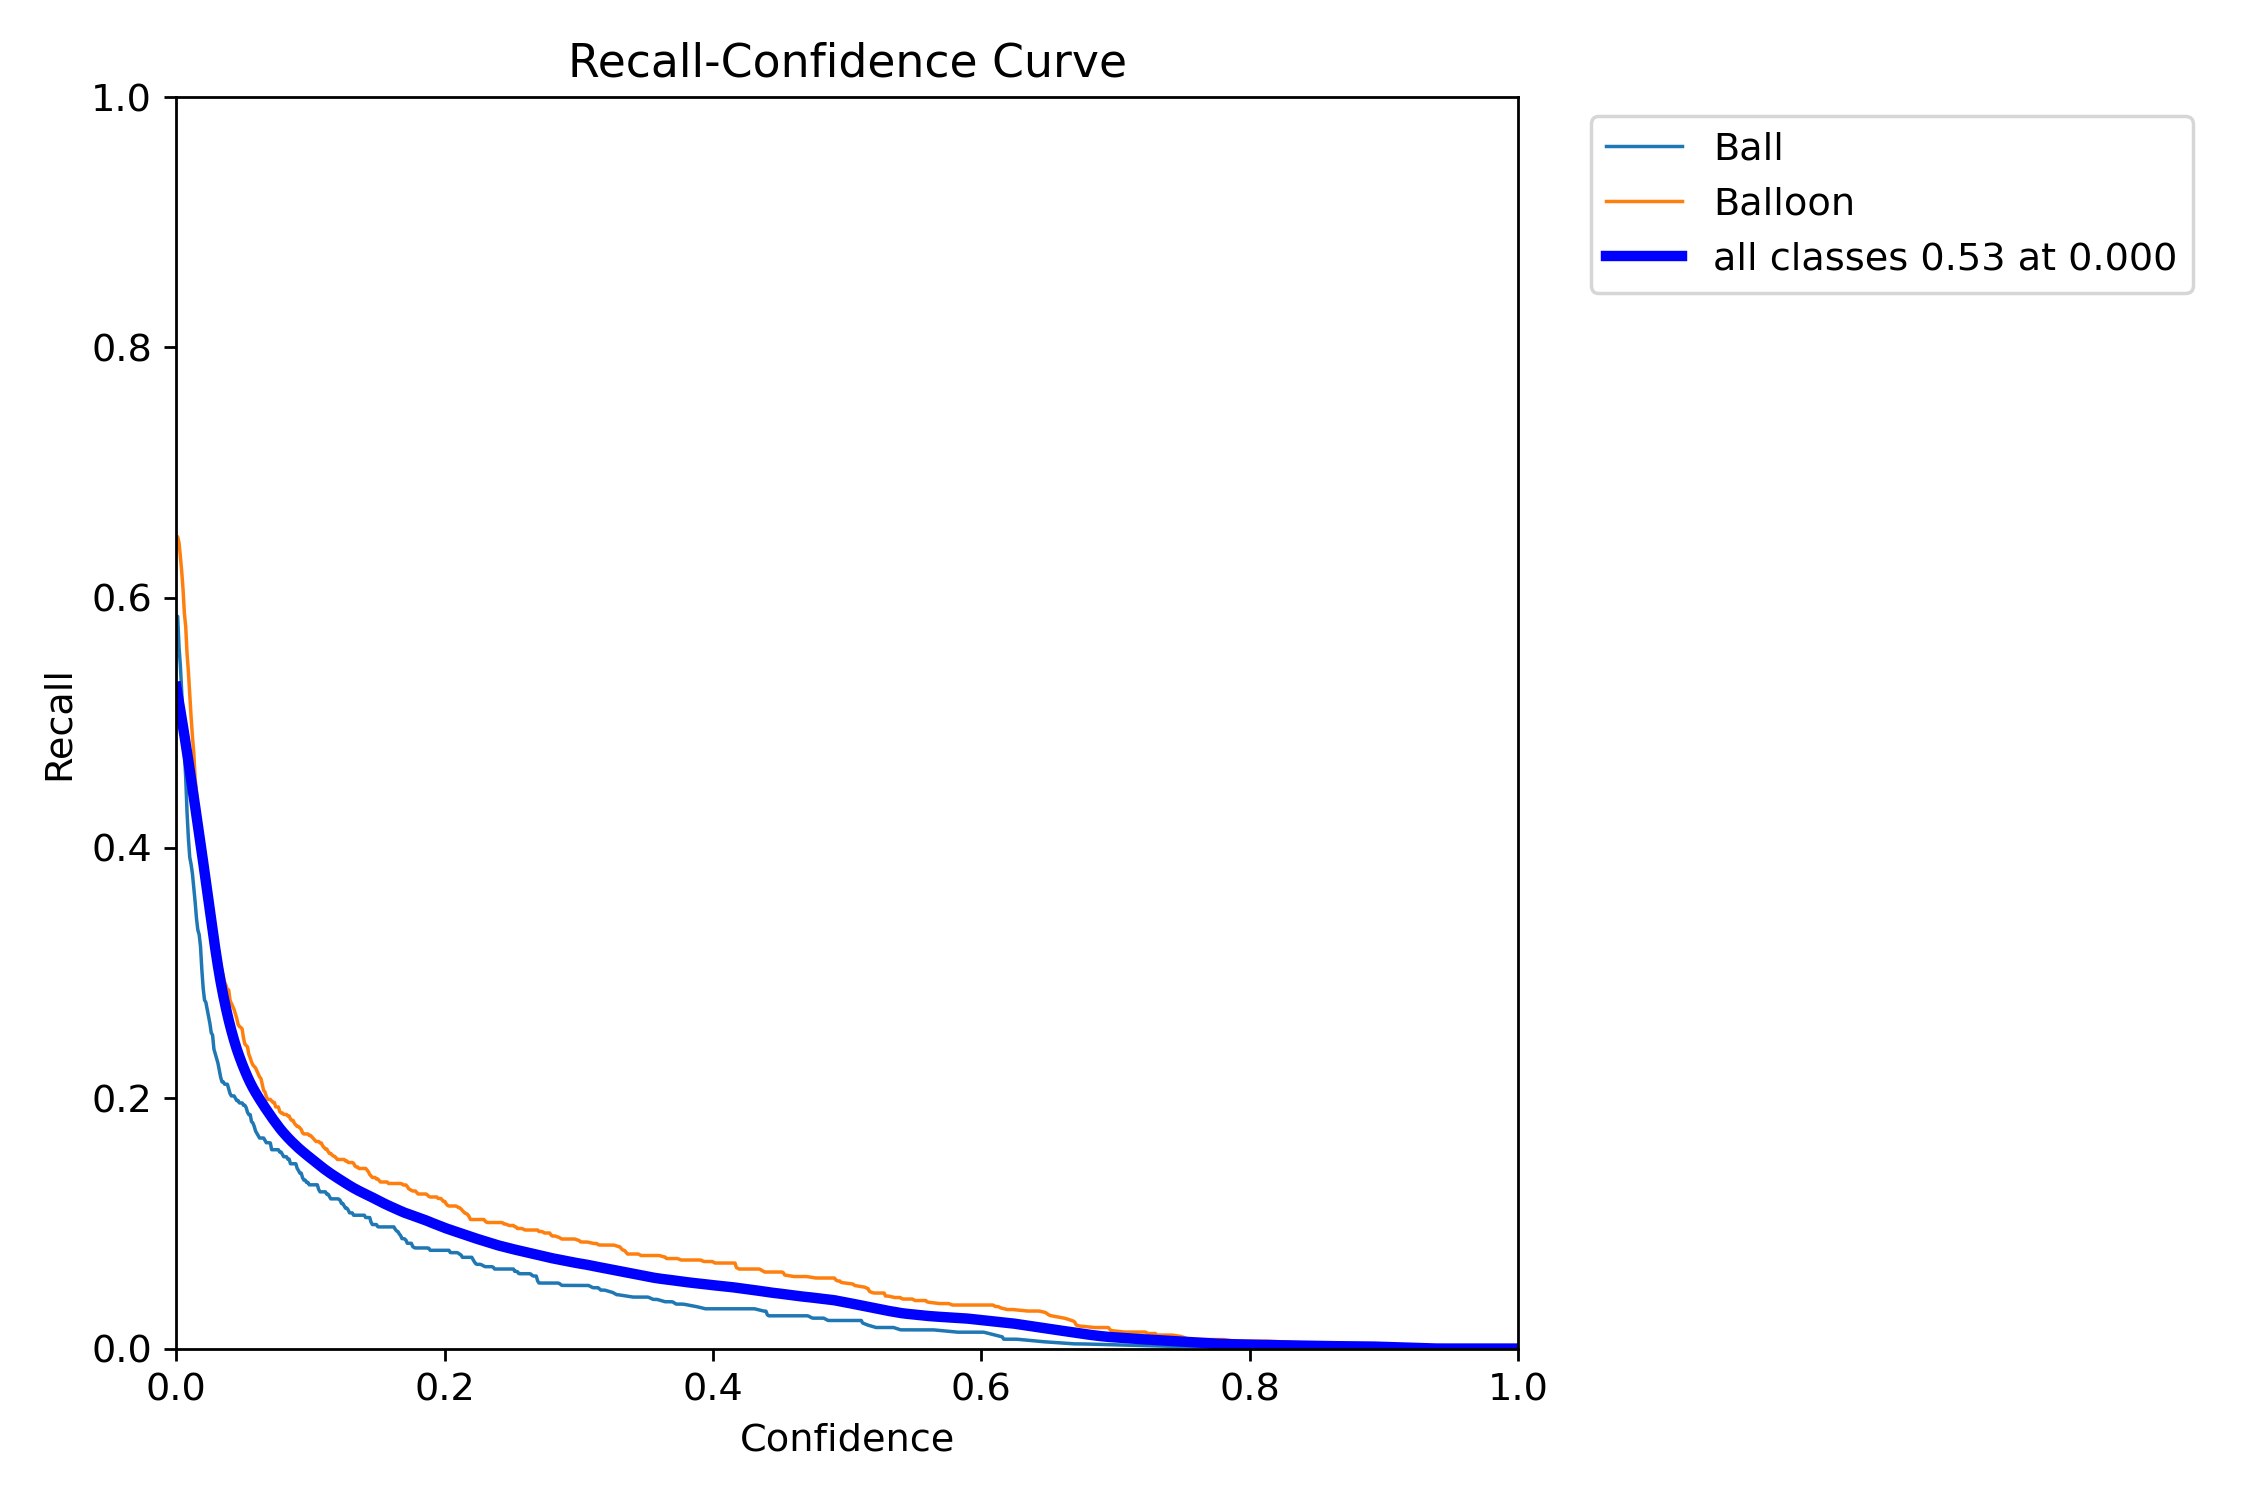 Recall-Confidence Curve
1.0
0.8
0.6
0.4
0.2
0.0
Recall
0.0 0.2 0.4 0.6 0.8 1.0
Confidence
Ball
Balloon
all classes 0.53 at 0.000